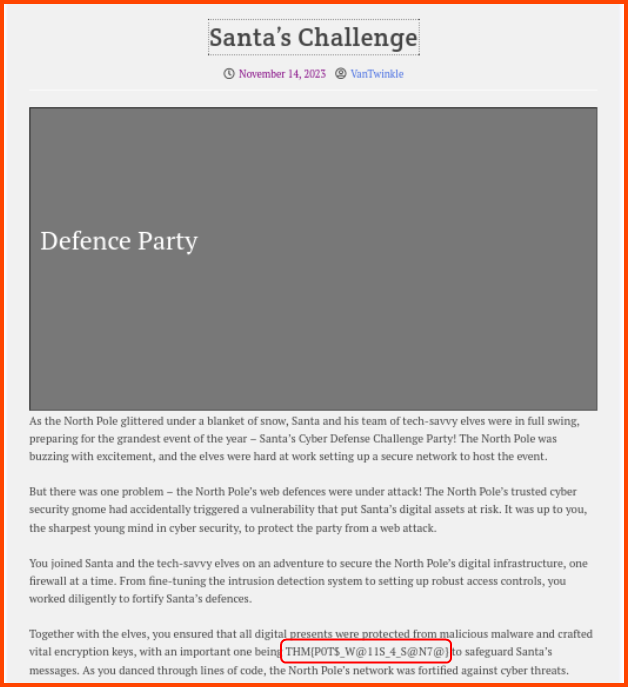 Santa's Challenge
November 14, 2023 VanTwinkle
Defence Party
As the North Pole glittered under a blanket of snow, Santa and his team of tech-savvy elves were in full swing,
preparing for the grandest event of the year – Santa's Cyber Defense Challenge Party! The North Pole was
buzzing with excitement, and the elves were hard at work setting up a secure network to host the event.
But there was one problem – the North Pole's web defences were under attack! The North Pole's trusted cyber
security gnome had accidentally triggered a vulnerability that put Santa's digital assets at risk. It was up to you,
the sharpest young mind in cyber security, to protect the party from a web attack.
You joined Santa and the tech-savvy elves on an adventure to secure the North Pole's digital infrastructure, one
firewall at a time. From fine-tuning the intrusion detection system to setting up robust access controls, you
worked diligently to fortify Santa's defences.
Together with the elves, you ensured that all digital presents were protected from malicious malware and crafted
vital encryption keys, with an important one being THM{P0T$_W@11S_4_S@N7@} to safeguard Santa's
messages. As you danced through lines of code, the North Pole's network was fortified against cyber threats.